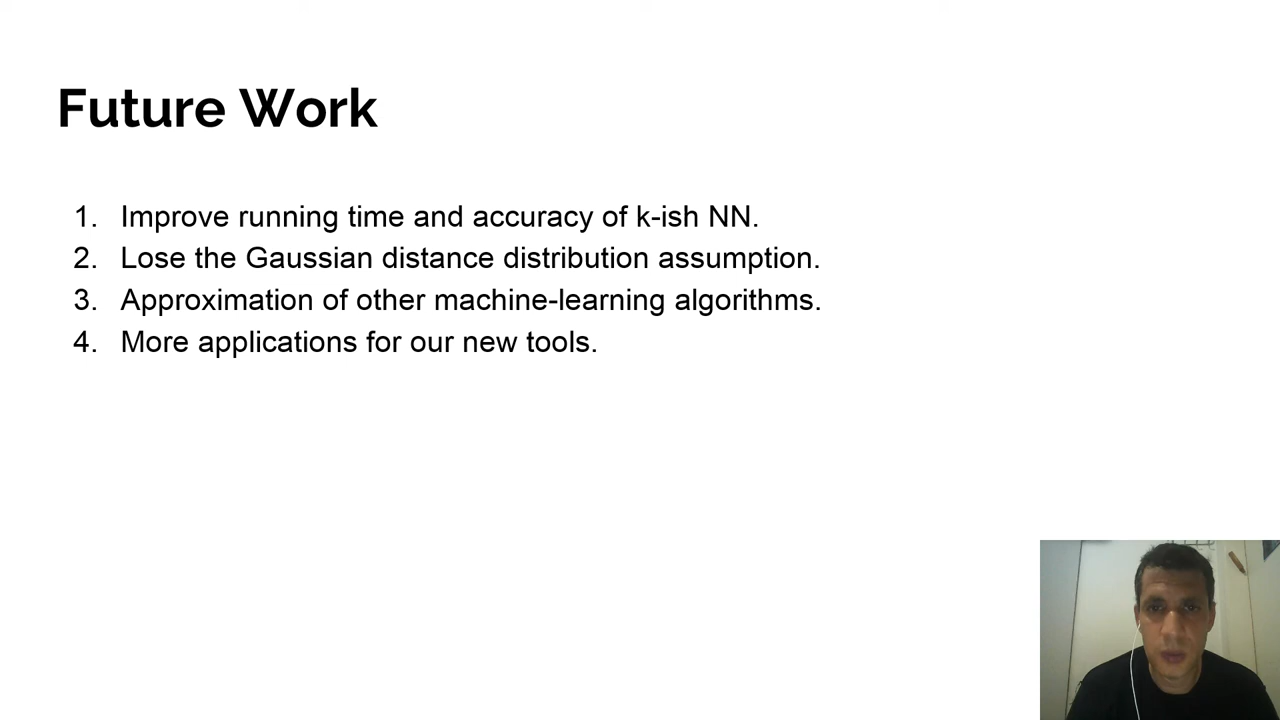 Future Work
1. Improve running time and accuracy of k-ish NN.
2. Lose the Gaussian distance distribution assumption.
3. Approximation of other machine-learning algorithms.
4. More applications for our new tools.